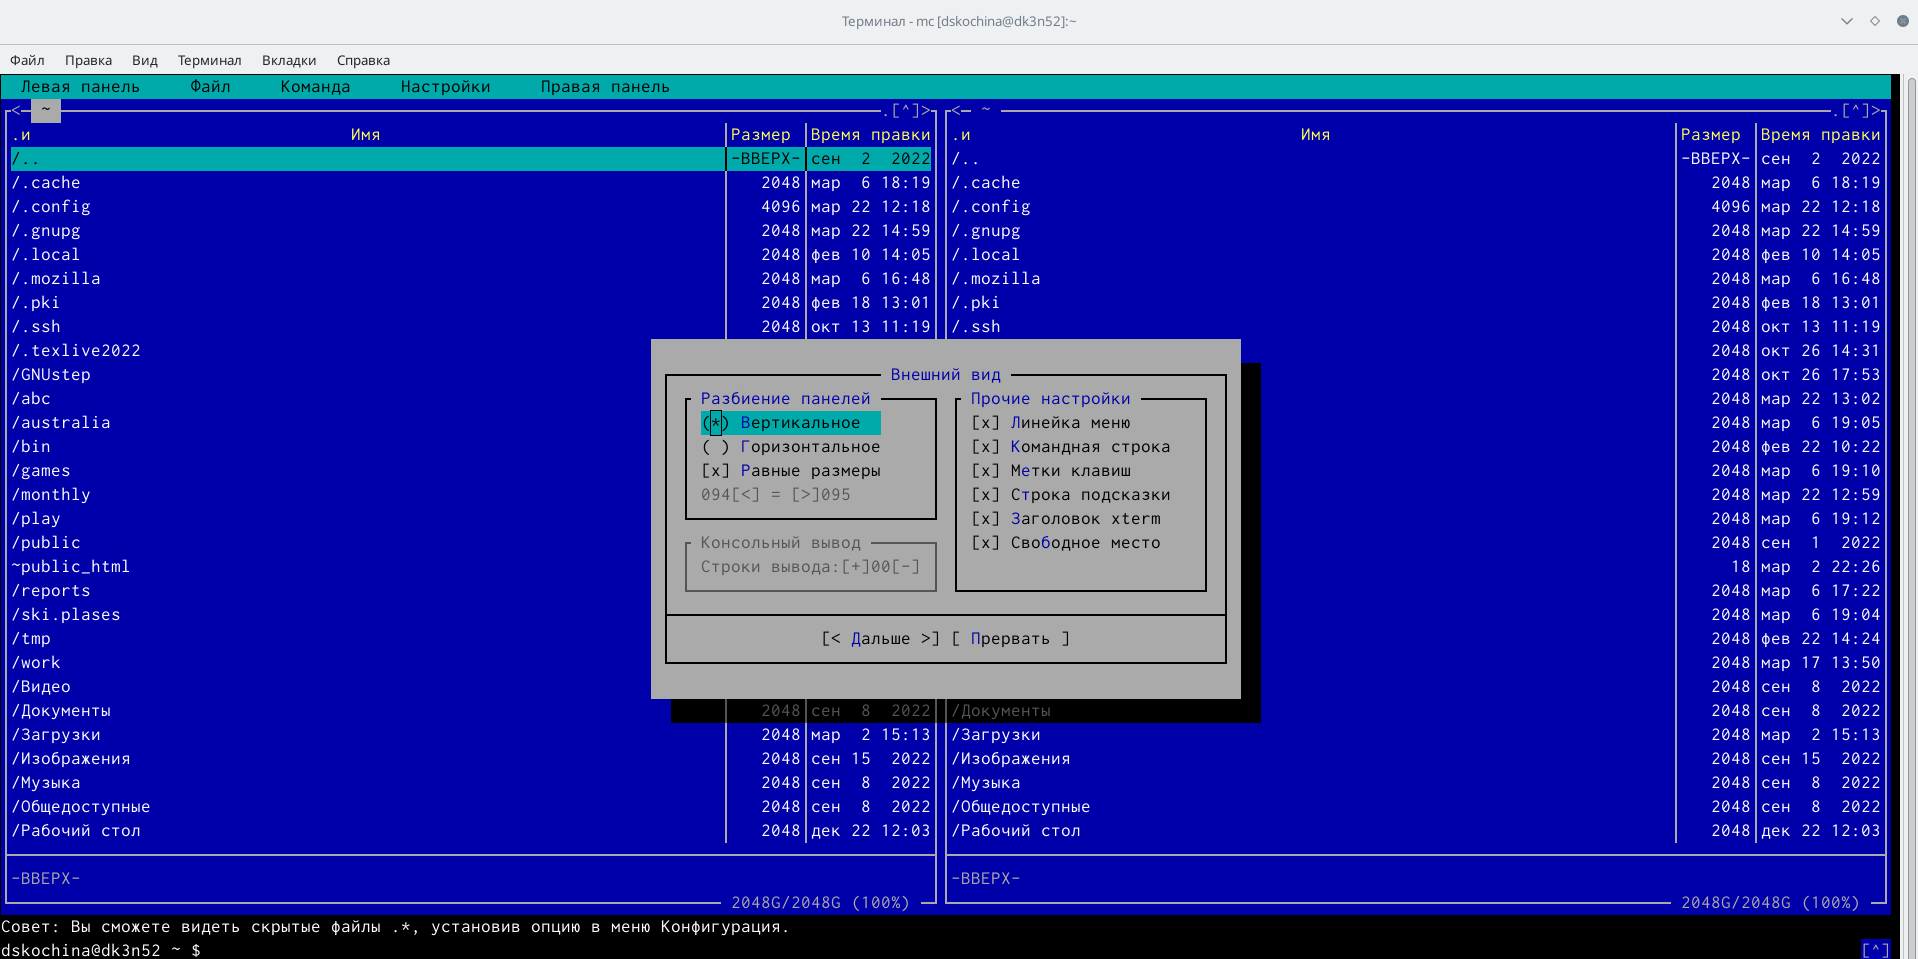 Терминал - mc [dskochina@dk3n52]:~
Файл Правка Вид Терминал Вкладки Справка
Левая панель Файл Команда Настройки Правая панель
<- ~ .[^]> <- ~ .[^]>
.и Имя Размер Время правки .и Имя Размер Время правки
/.. -ВВЕРХ- сен 2 2022 /.. -ВВЕРХ- сен 2 2022
/.cache 2048 мар 6 18:19 /.cache 2048 мар 6 18:19
/.config 4096 мар 22 12:18 /.config 4096 мар 22 12:18
/.gnupg 2048 мар 22 14:59 /.gnupg 2048 мар 22 14:59
/.local 2048 фев 10 14:05 /.local 2048 фев 10 14:05
/.mozilla 2048 мар 6 16:48 /.mozilla 2048 мар 6 16:48
/.pki 2048 фев 18 13:01 /.pki 2048 фев 18 13:01
/.ssh 2048 окт 13 11:19 /.ssh 2048 окт 13 11:19
/.texlive2022 2048 окт 26 14:31
/GNUstep Внешний вид 2048 окт 26 17:53
/abc Разбиение панелей Прочие настройки 2048 мар 22 13:02
/australia (*) Вертикальное [x] Линейка меню 2048 мар 6 19:05
/bin ( ) Горизонтальное [x] Командная строка 2048 фев 22 10:22
/games [x] Равные размеры [x] Метки клавиш 2048 мар 6 19:10
/monthly 094[<] = [>]095 [x] Строка подсказки 2048 мар 22 12:59
/play [x] Заголовок xterm 2048 мар 6 19:12
/public Консольный вывод [x] Свободное место 2048 сен 1 2022
~public_html Строки вывода:[+]00[-] 18 мар 2 22:26
/reports 2048 мар 6 17:22
/ski.plases 2048 мар 6 19:04
/tmp [< Дальше >] [ Прервать ] 2048 фев 22 14:24
/work 2048 мар 17 13:50
/Видео 2048 сен 8 2022
/Документы 2048 сен 8 2022 /Документы 2048 сен 8 2022
/Загрузки 2048 мар 2 15:13 /Загрузки 2048 мар 2 15:13
/Изображения 2048 сен 15 2022 /Изображения 2048 сен 15 2022
/Музыка 2048 сен 8 2022 /Музыка 2048 сен 8 2022
/Общедоступные 2048 сен 8 2022 /Общедоступные 2048 сен 8 2022
/Рабочий стол 2048 дек 22 12:03 /Рабочий стол 2048 дек 22 12:03
-ВВЕРХ- -ВВЕРХ-
2048G/2048G (100%) 2048G/2048G (100%)
Совет: Вы сможете видеть скрытые файлы .*, установив опцию в меню Конфигурация.
dskochina@dk3n52 ~ $ [^]